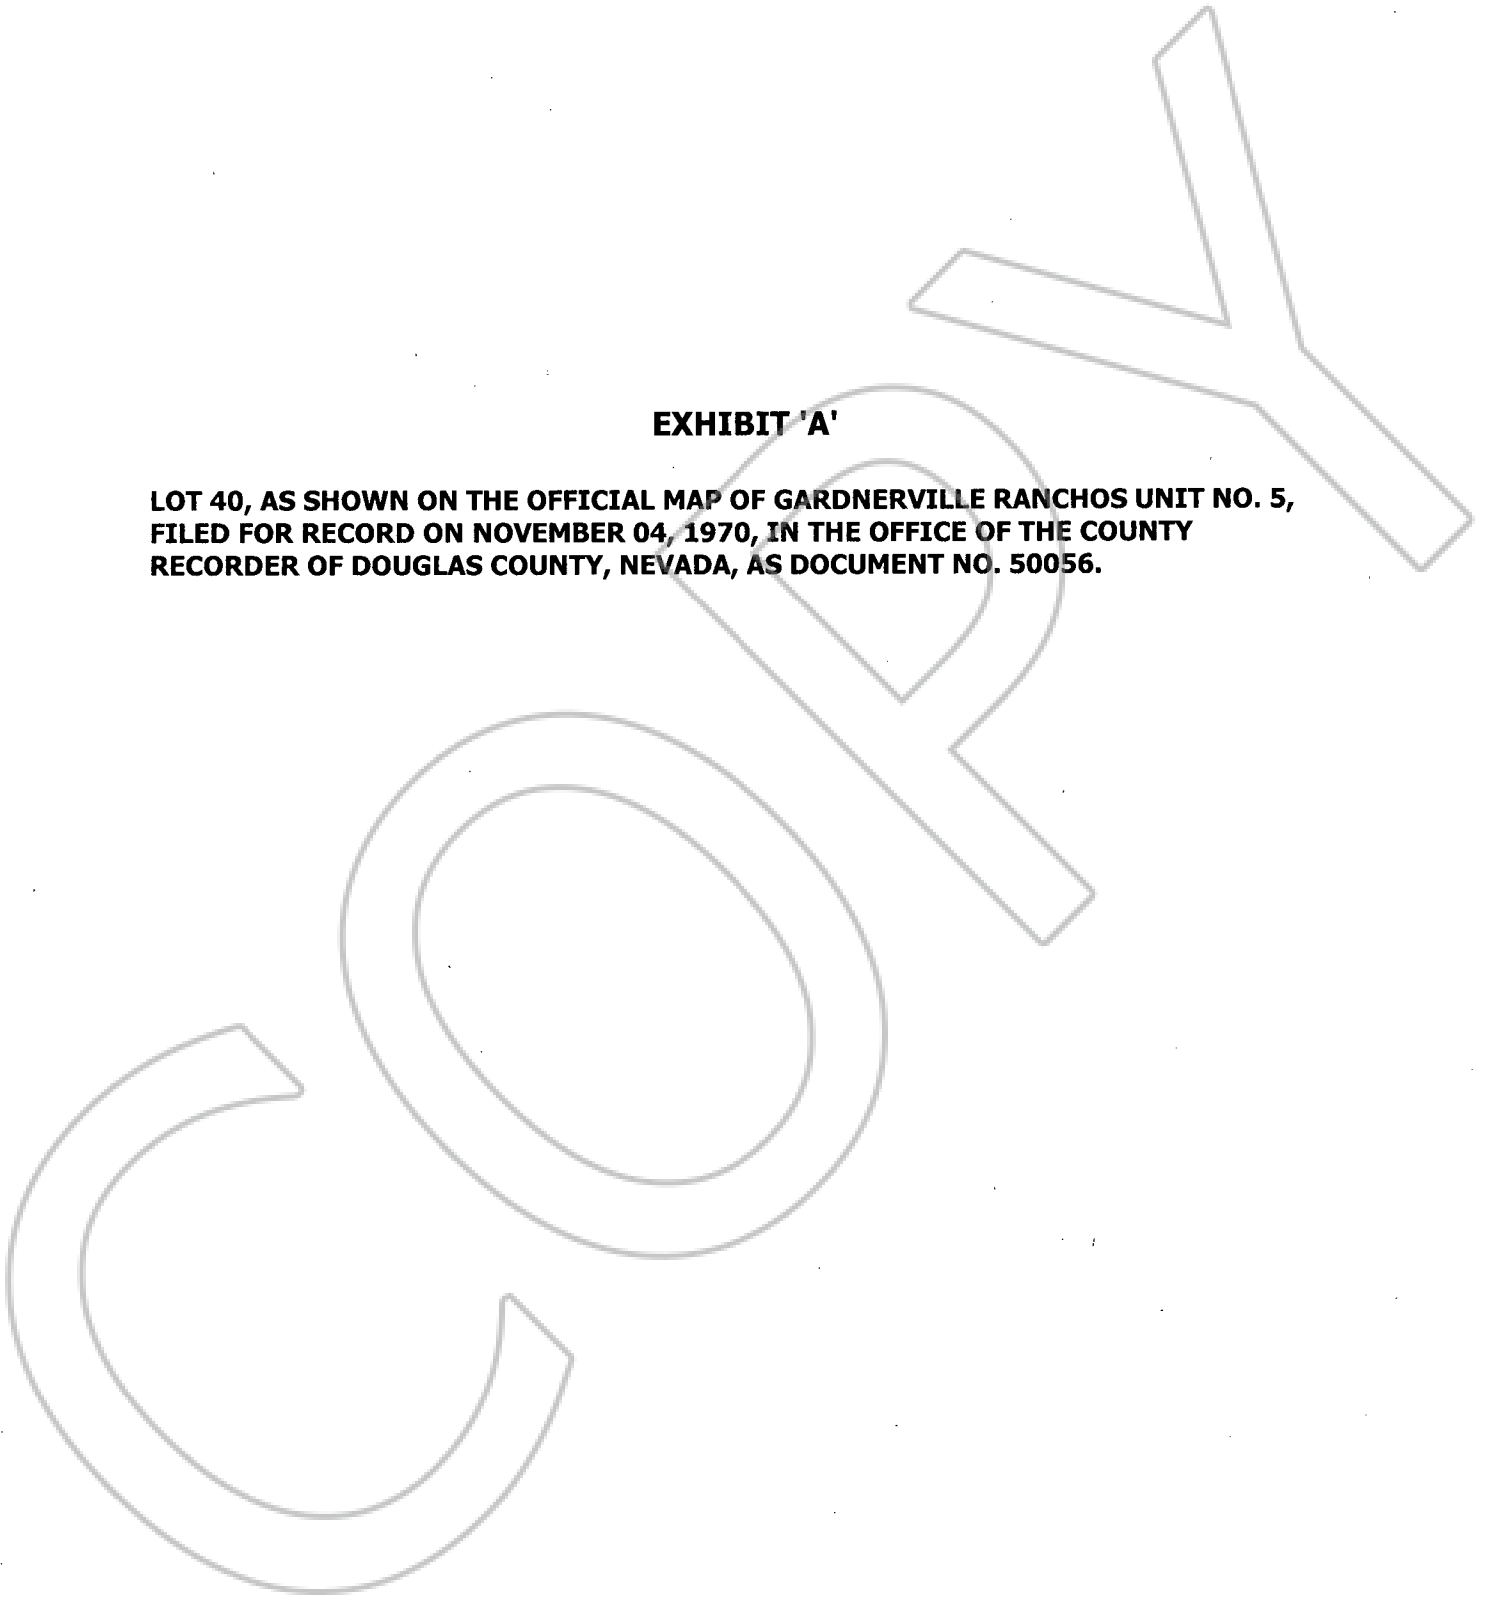 EXHIBIT 'A'
LOT 40, AS SHOWN ON THE OFFICIAL MAP OF GARDNERVILLE RANCHOS UNIT NO. 5,
FILED FOR RECORD ON NOVEMBER 04, 1970, IN THE OFFICE OF THE COUNTY
RECORDER OF DOUGLAS COUNTY, NEVADA, AS DOCUMENT NO. 50056.
COPY